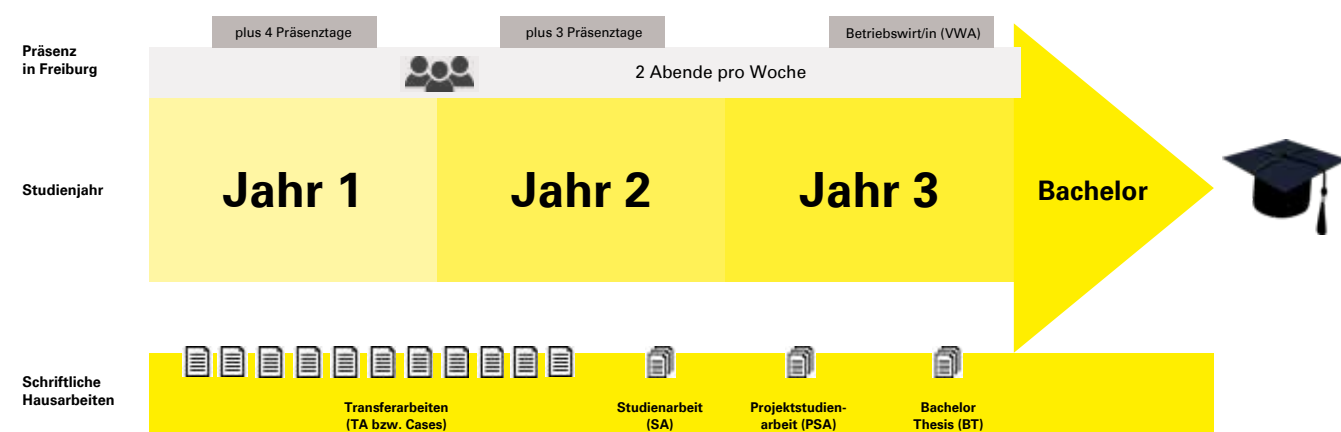 plus 4 Präsenztage
plus 3 Präsenztage
Betriebswirt/in (VWA)
Präsenz
in Freiburg
2 Abende pro Woche
Studienjahr
Jahr 1
Jahr 2
Jahr 3
Bachelor
Schriftliche
Hausarbeiten
Transferarbeiten
(TA bzw. Cases)
Studienarbeit
(SA)
Projektstudien-
arbeit (PSA)
Bachelor
Thesis (BT)